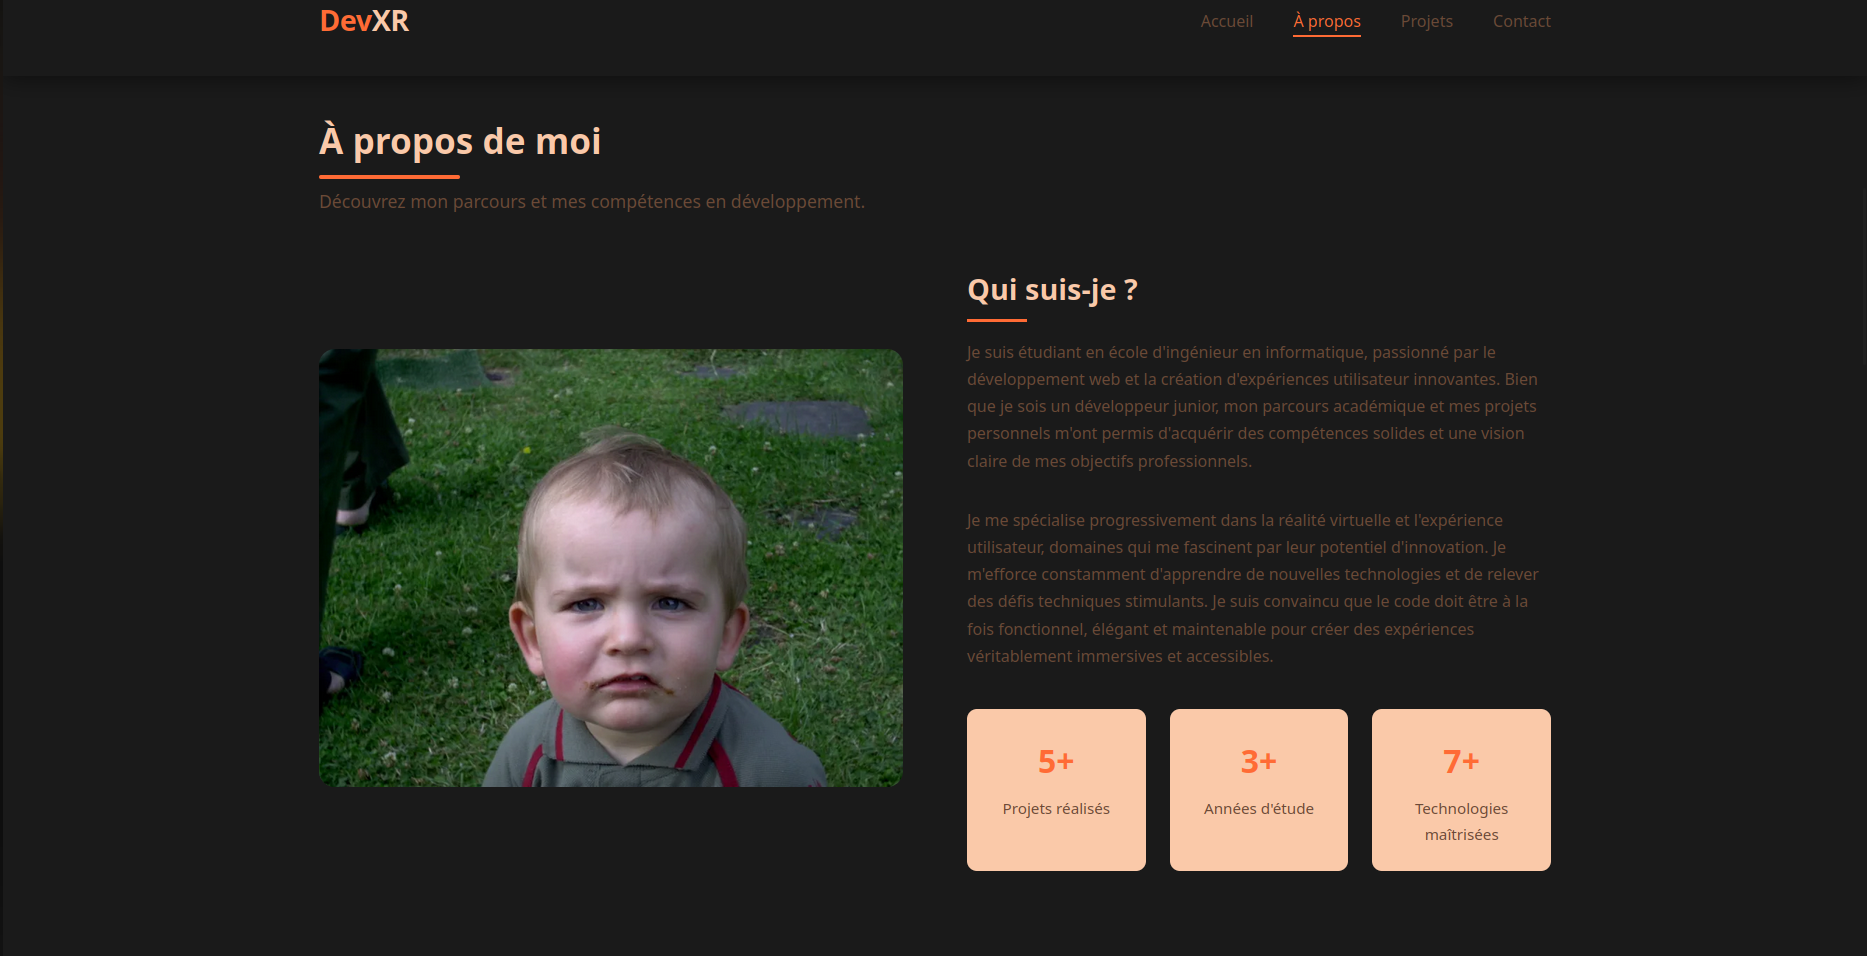 DevXR
Accueil À propos Projets Contact
À propos de moi
Découvrez mon parcours et mes compétences en développement.
Qui suis-je ?
Je suis étudiant en école d'ingénieur en informatique, passionné par le
développement web et la création d'expériences utilisateur innovantes. Bien
que je sois un développeur junior, mon parcours académique et mes projets
personnels m'ont permis d'acquérir des compétences solides et une vision
claire de mes objectifs professionnels.
Je me spécialise progressivement dans la réalité virtuelle et l'expérience
utilisateur, domaines qui me fascinent par leur potentiel d'innovation. Je
m'efforce constamment d'apprendre de nouvelles technologies et de relever
des défis techniques stimulants. Je suis convaincu que le code doit être à la
fois fonctionnel, élégant et maintenable pour créer des expériences
véritablement immersives et accessibles.
5+
Projets réalisés
3+
Années d'étude
7+
Technologies
maîtrisées